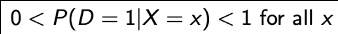 0 < P(D = 1|X = x) < 1 for all x